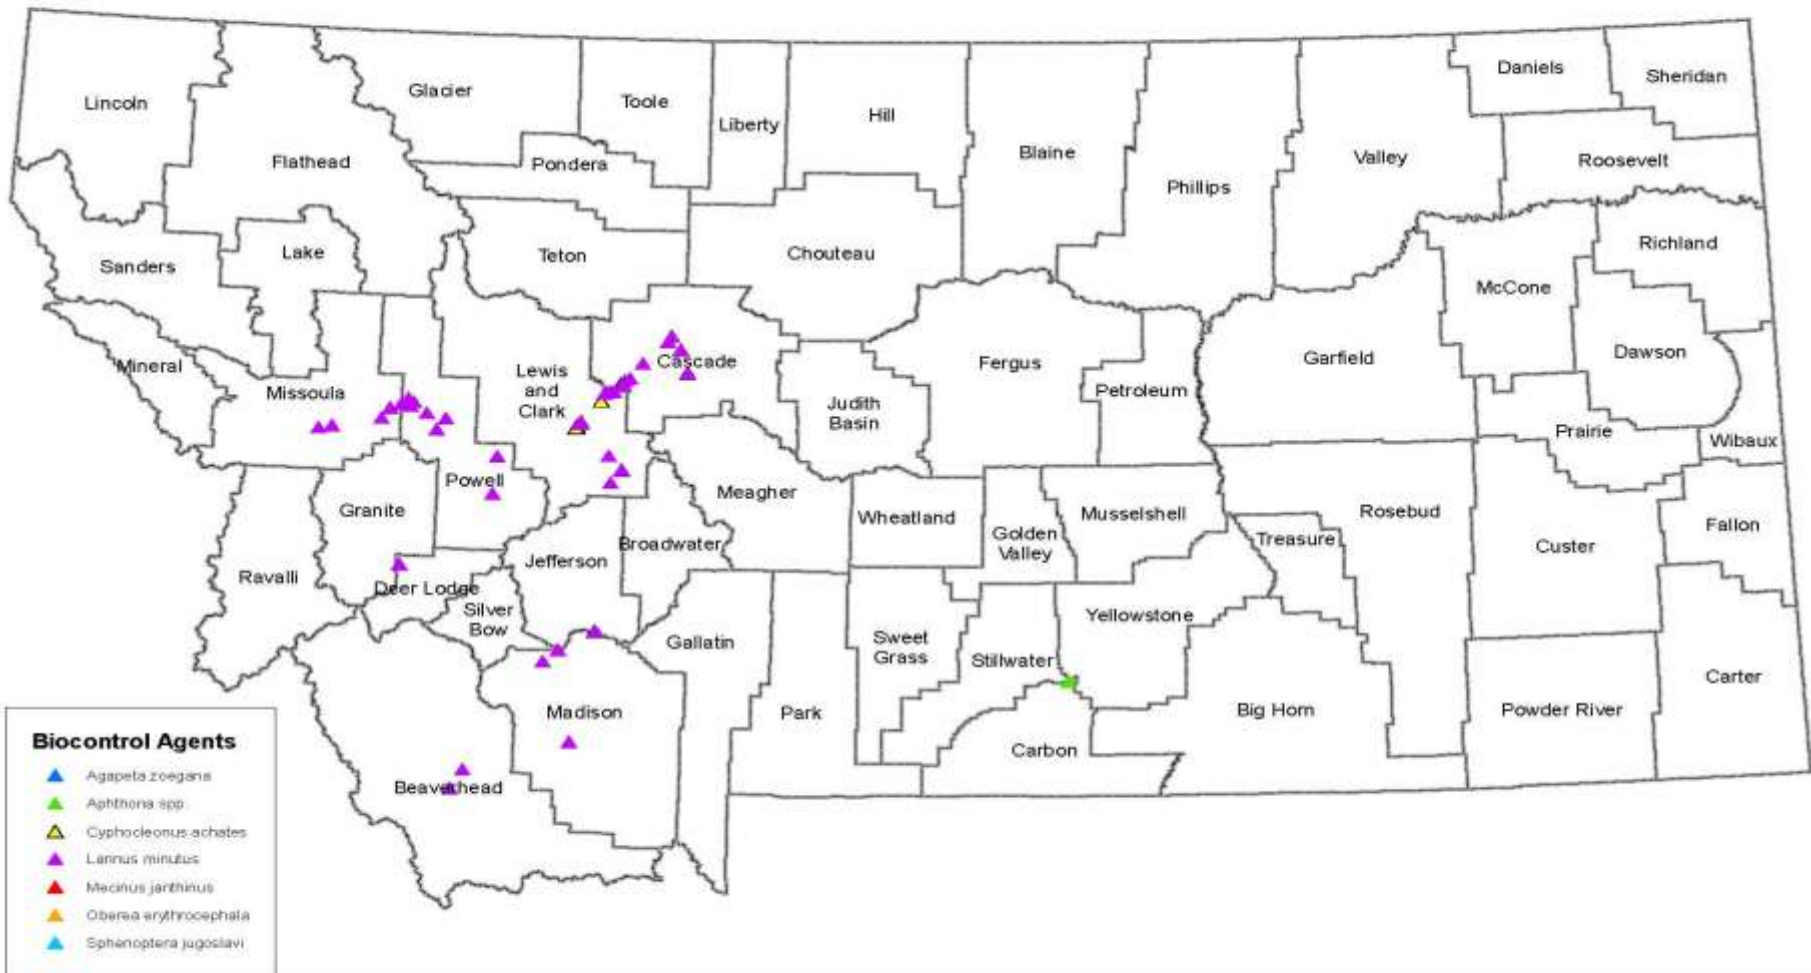 Lincoln
Flathead
Glacier
Toole
Liberty
Hill
Blaine
Phillips
Valley
Daniels
Sheridan
Roosevelt
Pondera
Sanders
Lake
Teton
Chouteau
Richland
McCone
Mineral
Missoula
Lewis
and
Clark
Cascade
Judith
Basin
Fergus
Petroleum
Garfield
Dawson
Prairie
Wibaux
Powell
Granite
Meagher
Wheatland
Golden
Valley
Musselshell
Treasure
Rosebud
Custer
Fallon
Ravalli
Deer Lodge
Silver
Bow
Jefferson
Broadwater
Gallatin
Sweet
Grass
Stillwater
Yellowstone
Carter
Madison
Park
Carbon
Big Horn
Powder River
Beaverhead
Biocontrol Agents
Agapeta zoegana
Aphthona spp.
Cyphocleonus achates
Larinus minutus
Mecinus janthinus
Oberea erythrocephala
Sphenoptera jugoslavi